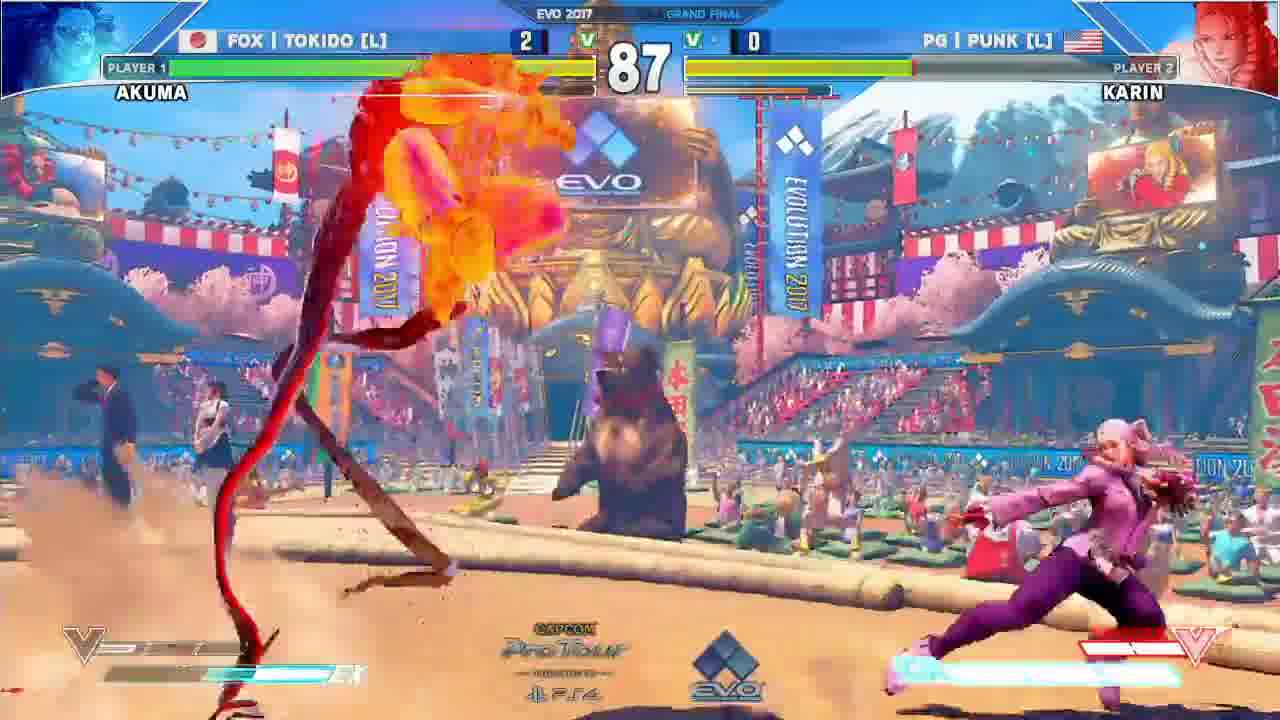 EVO 2017 GRAND FINAL
FOX | TOKIDO [L] 2 V 87 V 0 PG | PUNK [L]
PLAYER 1 PLAYER 2
AKUMA KARIN
EVO
EVOLUTION 2017
CAPCOM
Pro Tour
PS4
EVO